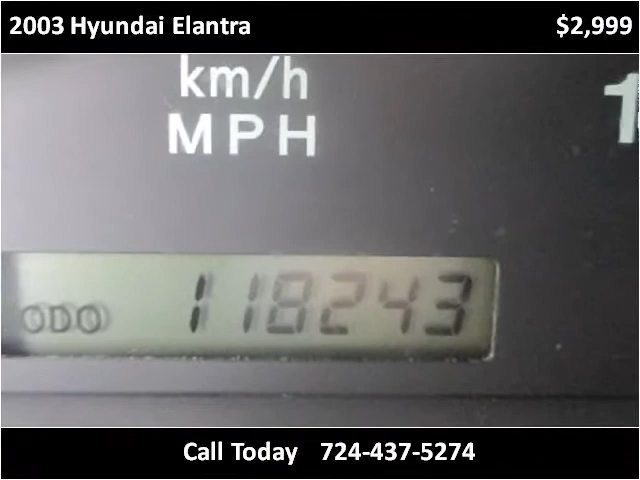 2003 Hyundai Elantra $2,999
km/h
MPH
ODO 118243
Call Today 724-437-5274